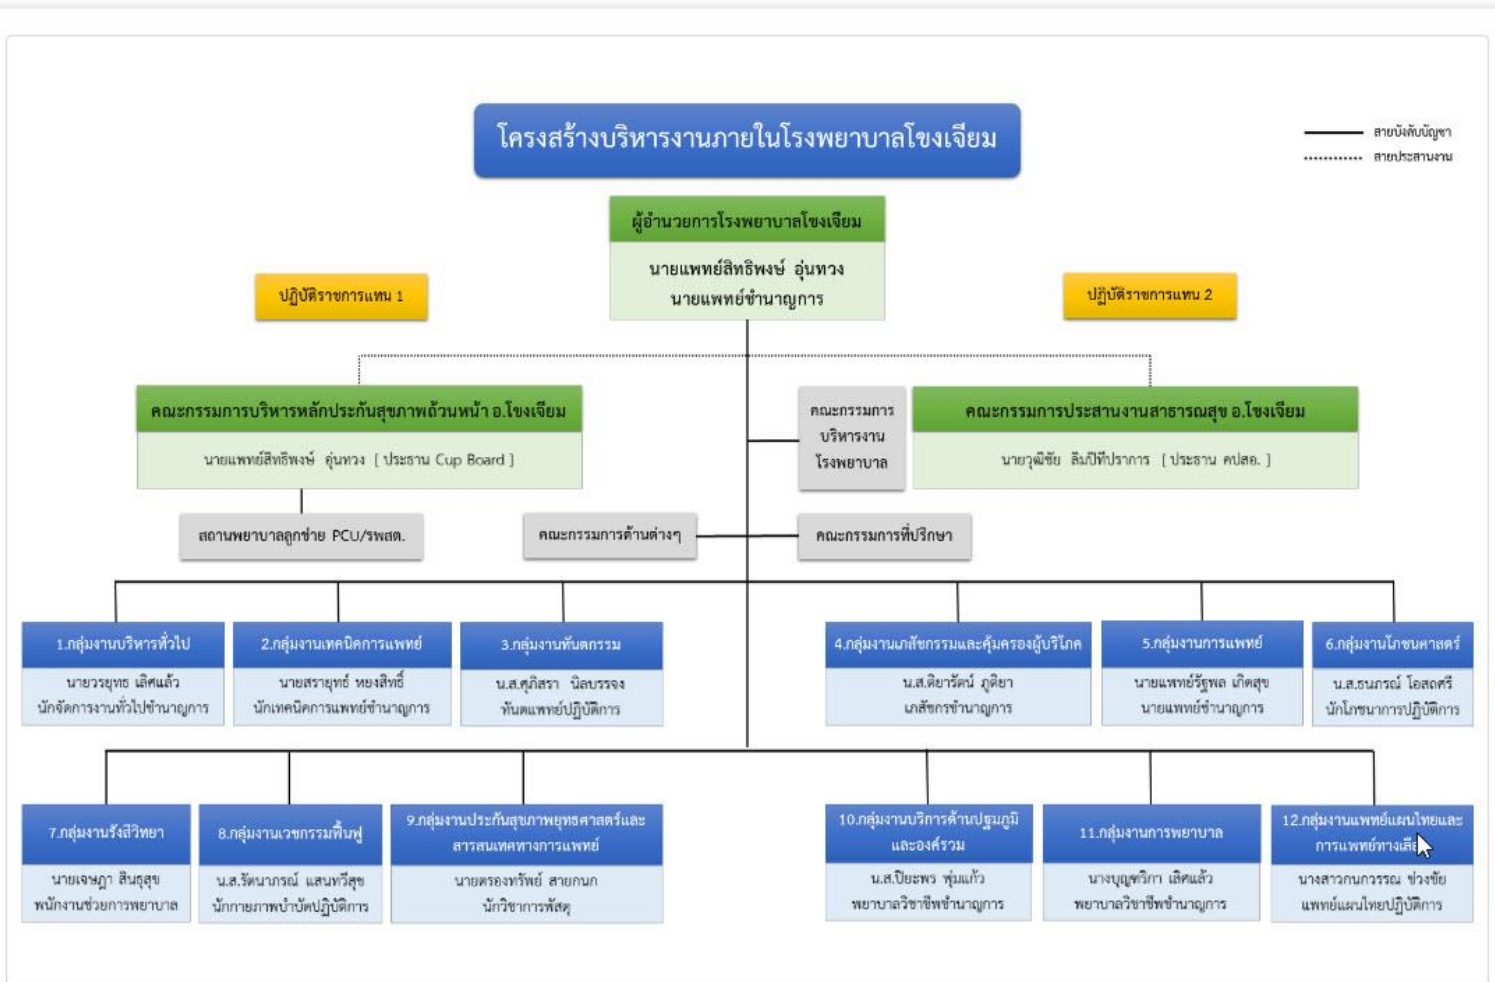 โครงสร้างบริหารงานภายในโรงพยาบาลโขงเจียม
สายบังคับบัญชา
สายประสานงาน
ผู้อำนวยการโรงพยาบาลโขงเจียม
นายแพทย์สิทธิพงษ์ อุ่นทวง
นายแพทย์ชำนาญการ
ปฏิบัติราชการแทน 1
ปฏิบัติราชการแทน 2
คณะกรรมการบริหารหลักประกันสุขภาพถ้วนหน้า อ.โขงเจียม
นายแพทย์สิทธิพงษ์ อุ่นทวง [ ประธาน Cup Board ]
คณะกรรมการ
บริหารงาน
โรงพยาบาล
คณะกรรมการประสานงานสาธารณสุข อ.โขงเจียม
นายวุฒิชัย ลิมปิทีปราการ [ ประธาน คปสอ. ]
สถานพยาบาลลูกข่าย PCU/รพสต.
คณะกรรมการด้านต่างๆ
คณะกรรมการที่ปรึกษา
1.กลุ่มงานบริหารทั่วไป
นายวรยุทธ เลิศแล้ว
นักจัดการงานทั่วไปชำนาญการ
2.กลุ่มงานเทคนิคการแพทย์
นายสรายุทธ์ หยงสิทธิ์
นักเทคนิคการแพทย์ชำนาญการ
3.กลุ่มงานทันตกรรม
น.ส.ศุภิสรา นิลบรรจง
ทันตแพทย์ปฏิบัติการ
4.กลุ่มงานเภสัชกรรมและคุ้มครองผู้บริโภค
น.ส.ดิยารัตน์ ภูติยา
เภสัชกรชำนาญการ
5.กลุ่มงานการแพทย์
นายแพทย์รัฐพล เกิดสุข
นายแพทย์ชำนาญการ
6.กลุ่มงานโภชนศาสตร์
น.ส.ธนภรณ์ โอสถศรี
นักโภชนาการปฏิบัติการ
7.กลุ่มงานรังสีวิทยา
นายเจษฎา สินธุสุข
พนักงานช่วยการพยาบาล
8.กลุ่มงานเวชกรรมฟื้นฟู
น.ส.รัตนาภรณ์ แสนทวีสุข
นักกายภาพบำบัดปฏิบัติการ
9.กลุ่มงานประกันสุขภาพยุทธศาสตร์และ
สารสนเทศทางการแพทย์
นายตรองทรัพย์ สายกนก
นักวิชาการพัสดุ
10.กลุ่มงานบริการด้านปฐมภูมิ
และองค์รวม
น.ส.ปิยะพร พุ่มแก้ว
พยาบาลวิชาชีพชำนาญการ
11.กลุ่มงานการพยาบาล
นางบุญฑริกา เลิศแล้ว
พยาบาลวิชาชีพชำนาญการ
12.กลุ่มงานแพทย์แผนไทยและ
การแพทย์ทางเลือก
นางสาวกนกวรรณ ช่วงชัย
แพทย์แผนไทยปฏิบัติการ